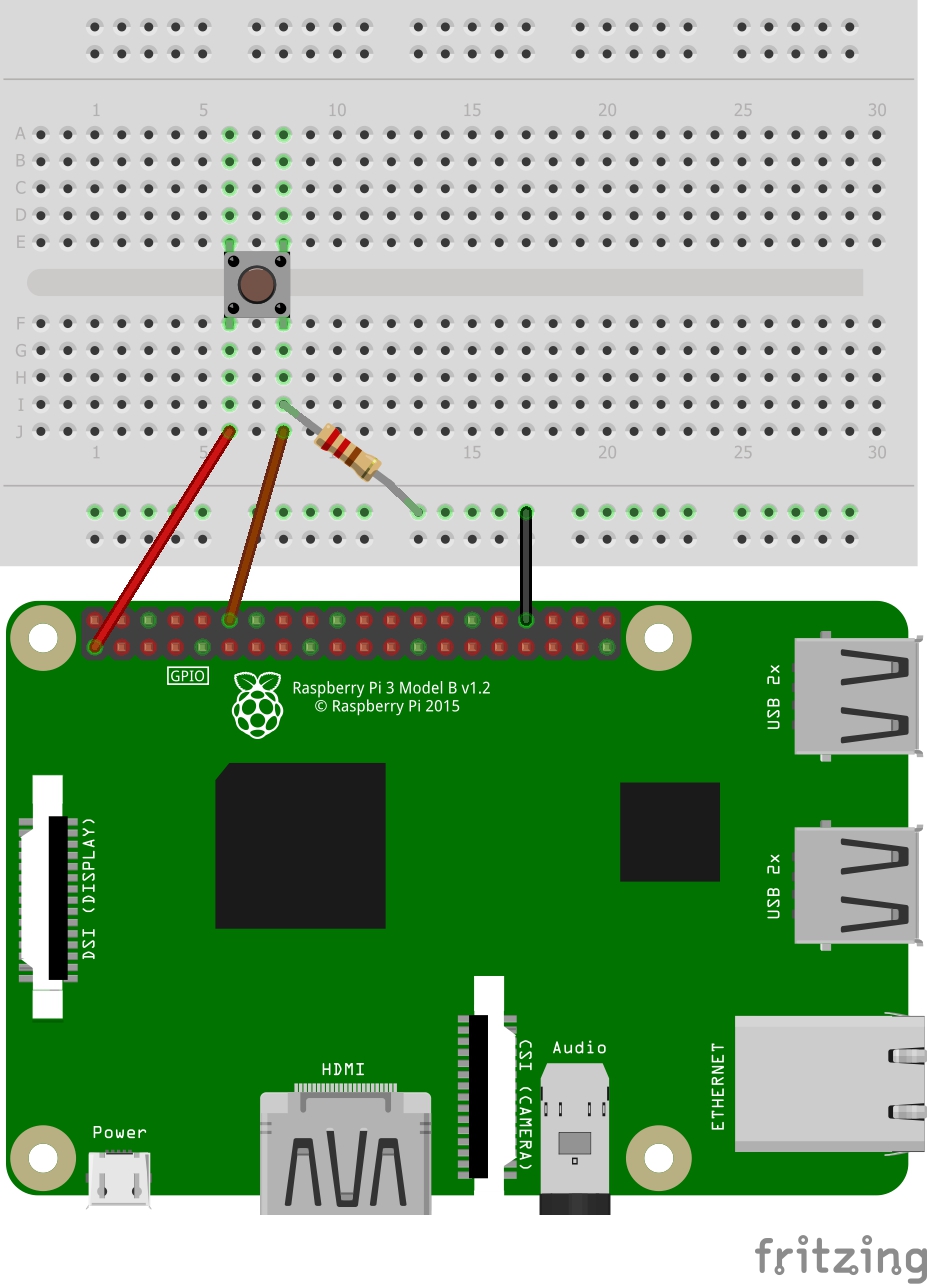 1 5 10 15 20 25 30
A
B
C
D
E
F
G
H
I
J
1 5 15 20 25 30
GPIO
Raspberry Pi 3 Model B v1.2
© Raspberry Pi 2015
USB 2x
USB 2x
DSI (DISPLAY)
CSI (CAMERA)
Audio
ETHERNET
HDMI
Power
fritzing